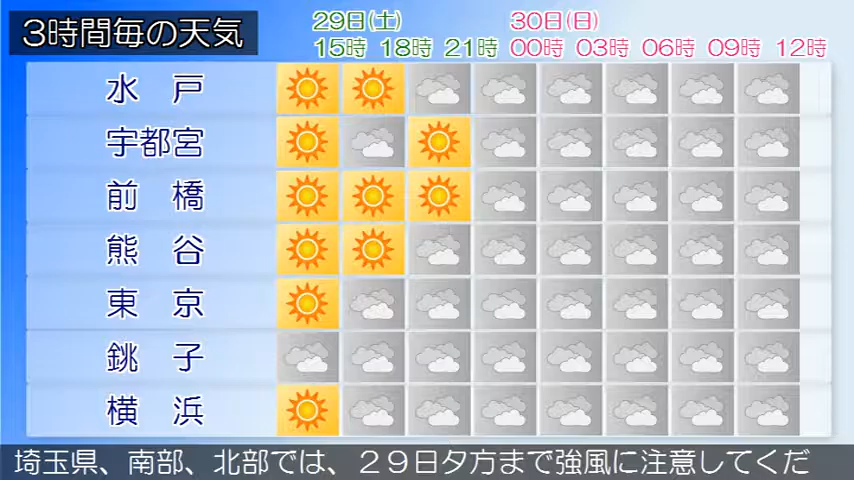 3時間毎の天気
29日(土) 30日(日)
15時 18時 21時 00時 03時 06時 09時 12時
水戸
宇都宮
前橋
熊谷
東京
銚子
横浜
埼玉県、南部、北部では、２９日夕方まで強風に注意してくだ